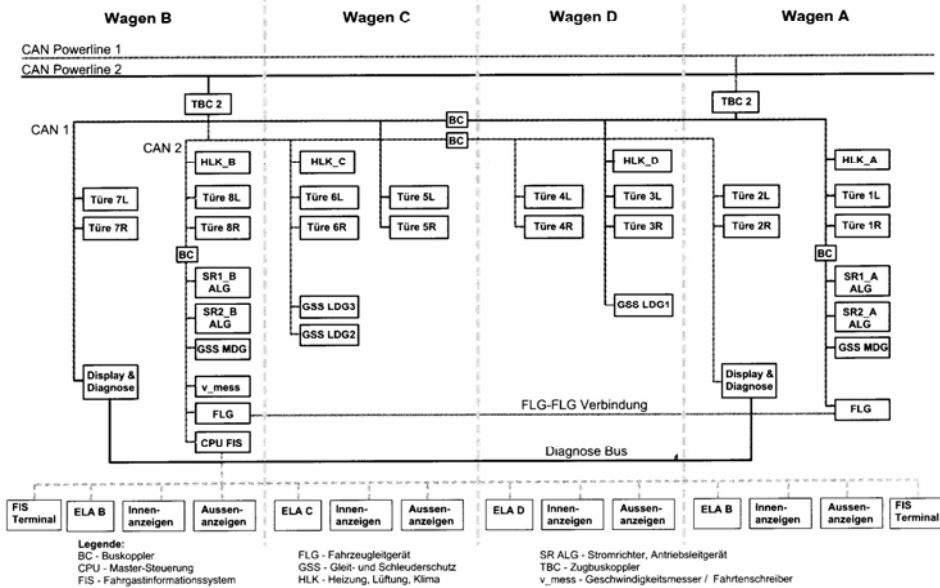 Wagen B
Wagen C
Wagen D
Wagen A
CAN Powerline 1
CAN Powerline 2
TBC 2
TBC 2
BC
CAN 1
BC
CAN 2
HLK_B
HLK_C
HLK_D
HLK_A
Türe 7L
Türe 8L
Türe 6L
Türe 5L
Türe 4L
Türe 3L
Türe 2L
Türe 1L
Türe 7R
Türe 8R
Türe 6R
Türe 5R
Türe 4R
Türe 3R
Türe 2R
Türe 1R
BC
BC
SR1_B
ALG
SR1_A
ALG
GSS LDG3
GSS LDG1
SR2_B
ALG
SR2_A
ALG
GSS LDG2
GSS MDG
GSS MDG
Display &
Diagnose
v_mess
Display &
Diagnose
FLG
FLG-FLG Verbindung
FLG
CPU FIS
Diagnose Bus
FIS
Terminal
ELA B
Innen-
anzeigen
Aussen-
anzeigen
ELA C
Innen-
anzeigen
Aussen-
anzeigen
ELA D
Innen-
anzeigen
Aussen-
anzeigen
ELA B
Innen-
anzeigen
Aussen-
anzeigen
FIS
Terminal
Legende:
BC - Buskoppler
CPU - Master-Steuerung
FIS - Fahrgastinformationssystem
FLG - Fahrzeugleitgerät
GSS - Gleit- und Schleuderschutz
HLK - Heizung, Lüftung, Klima
SR ALG - Stromrichter, Antriebsleitgerät
TBC - Zugbuskoppler
v_mess - Geschwindigkeitsmesser / Fahrtenschreiber